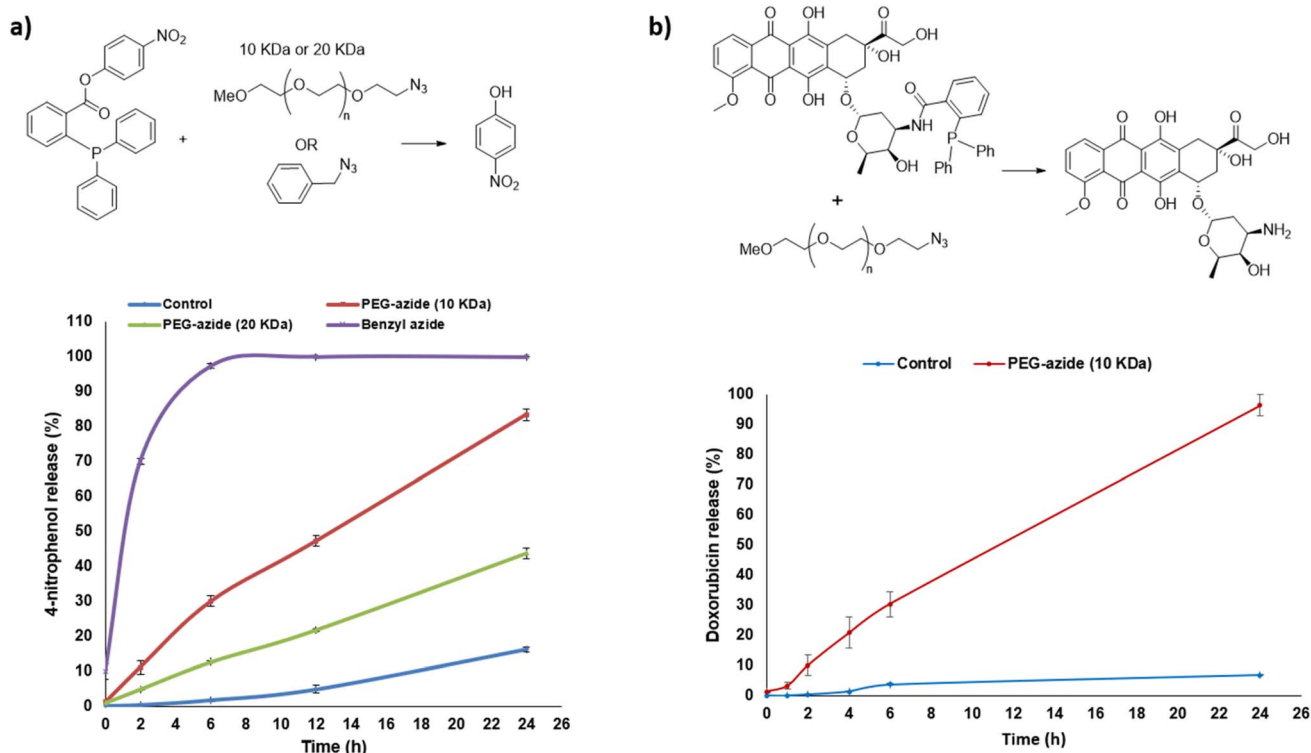 a)
NO₂
O
O
P
+
10 KDa or 20 KDa
MeO
O
O
n
N₃
OR
N₃
OH
NO₂
Control
PEG-azide (10 KDa)
PEG-azide (20 KDa)
Benzyl azide
4-nitrophenol release (%)
110
100
90
80
70
60
50
40
30
20
10
0
0 2 4 6 8 10 12 14 16 18 20 22 24 26
Time (h)
b)
O
OH
O
OH
OH
O
O
OH
O
O
O
NH
O
P
Ph
Ph
OH
+
MeO
O
O
n
N₃
O
OH
O
OH
OH
O
O
OH
O
O
NH₂
OH
Control
PEG-azide (10 KDa)
Doxorubicin release (%)
100
90
80
70
60
50
40
30
20
10
0
0 2 4 6 8 10 12 14 16 18 20 22 24 26
Time (h)